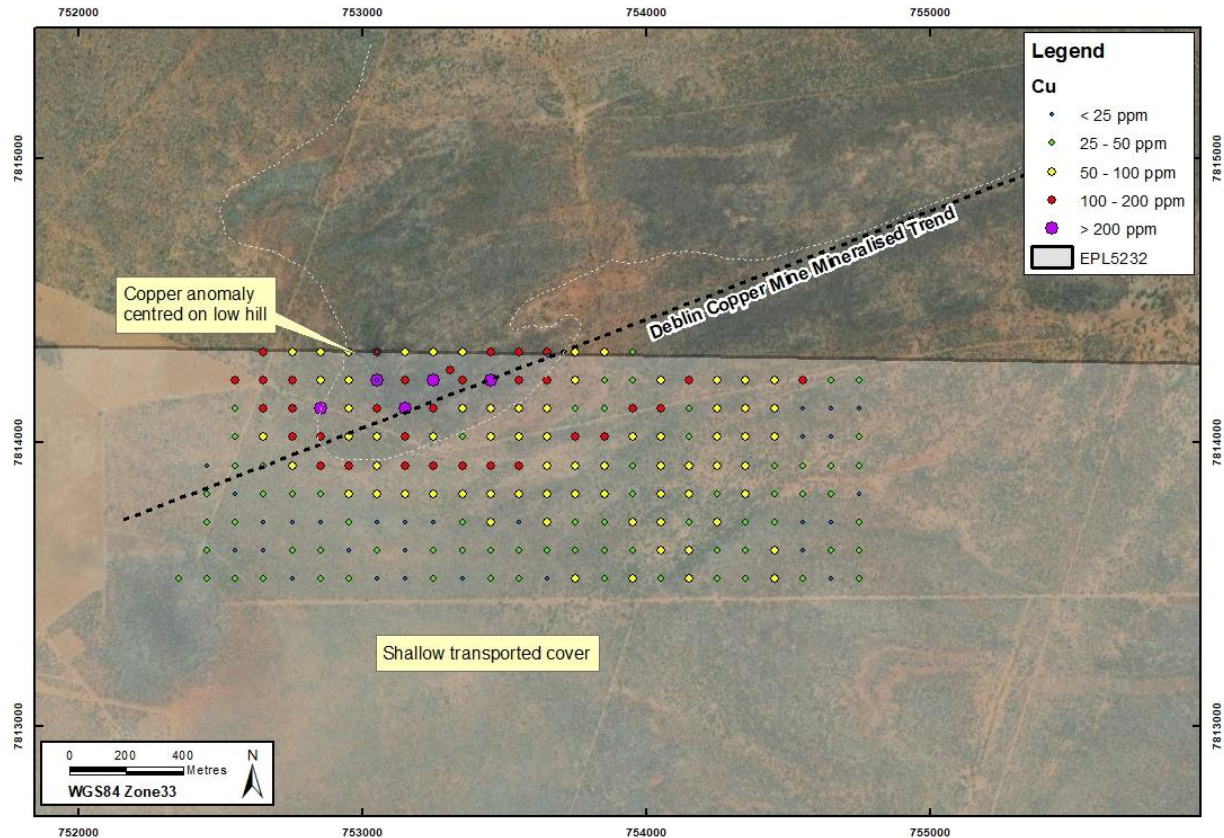 752000
753000
754000
755000
Legend
Cu
< 25 ppm
25 - 50 ppm
50 - 100 ppm
100 - 200 ppm
> 200 ppm
EPL5232
7815000
7815000
Deblin Copper Mine Mineralised Trend
Copper anomaly
centred on low hill
7814000
7814000
Shallow transported cover
7813000
7813000
0 200 400
Metres
N
WGS84 Zone33
752000
753000
754000
755000